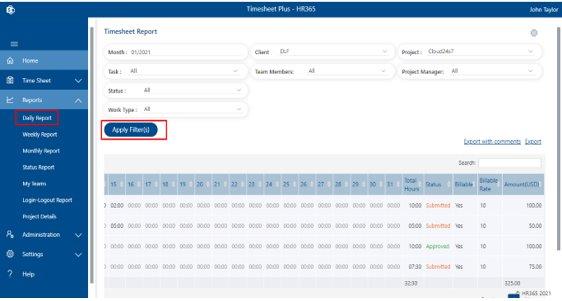 Timesheet Plus - HR365 John Taylor
Timesheet Report
Month : 01/2021 Client DLF Project : Cloud24x7
Task : All Team Members: All Project Manager: All
Status : All
Work Type : All
Apply Filter(s)
Export with comments Export
Search:
Home
Time Sheet
Reports
Daily Report
Weekly Report
Monthly Report
Status Report
My Teams
Login-Logout Report
Project Details
Administration
Settings
Help
15 16 17 18 19 20 21 22 23 24 25 26 27 28 29 30 31 Total Hours Status Billable Billable Rate Amount(USD)
02:00 00:00 00:00 00:00 00:00 00:00 00:00 00:00 00:00 00:00 00:00 00:00 00:00 00:00 00:00 00:00 00:00 10:00 Submitted Yes 10 100.00
05:00 00:00 00:00 00:00 00:00 00:00 00:00 00:00 00:00 00:00 00:00 00:00 00:00 00:00 00:00 00:00 00:00 05:00 Submitted Yes 10 50.00
00:00 00:00 00:00 00:00 00:00 00:00 00:00 00:00 00:00 00:00 00:00 00:00 00:00 00:00 00:00 00:00 00:00 10:00 Approved Yes 10 100.00
00:00 00:00 00:00 00:00 00:00 00:00 00:00 00:00 00:00 00:00 00:00 00:00 00:00 00:00 00:00 00:00 00:00 07:30 Submitted Yes 10 75.00
32:30 325.00
HR365 2021